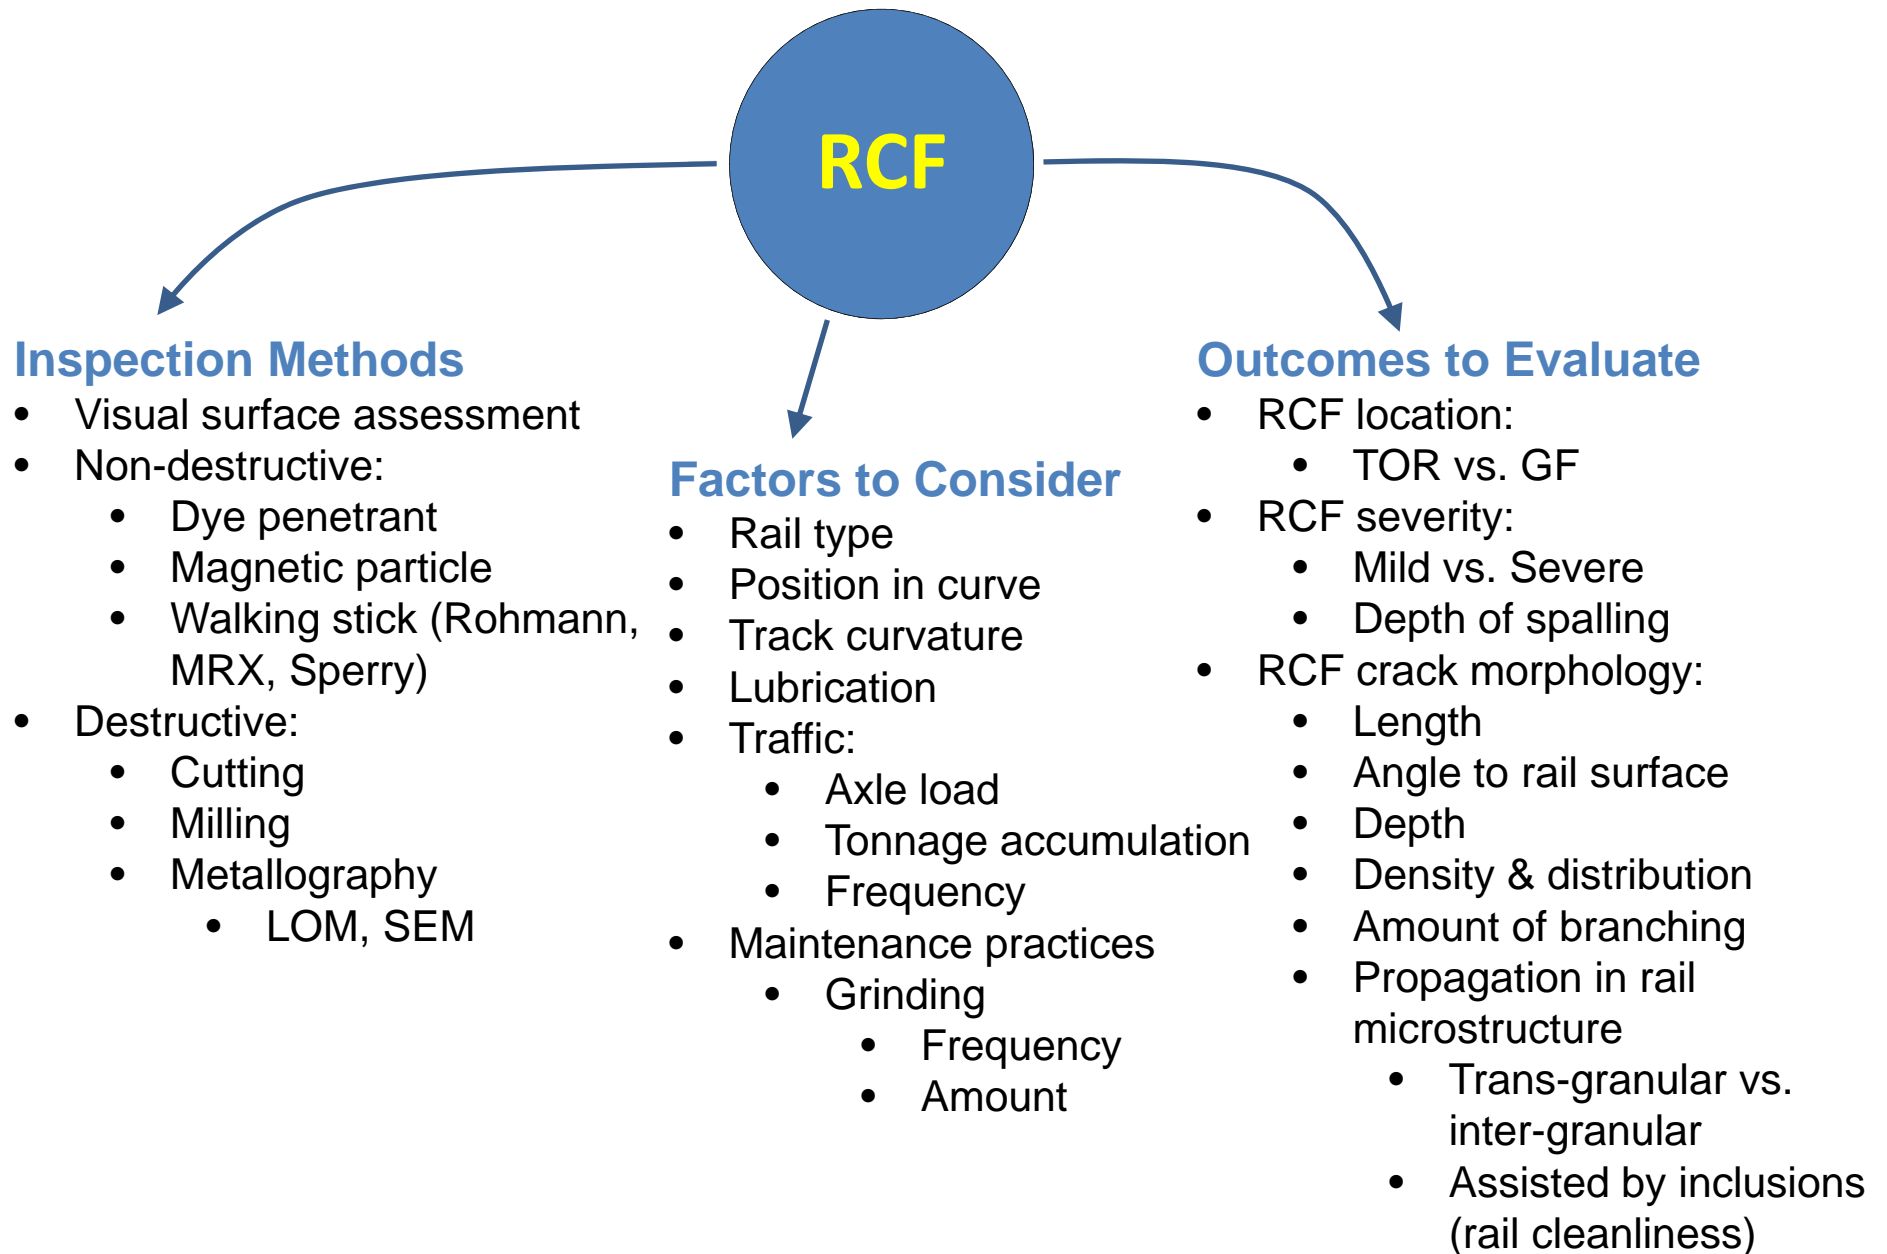 RCF
Inspection Methods
• Visual surface assessment
• Non-destructive:
• Dye penetrant
• Magnetic particle
• Walking stick (Rohmann,
MRX, Sperry)
• Destructive:
• Cutting
• Milling
• Metallography
• LOM, SEM
Factors to Consider
• Rail type
• Position in curve
• Track curvature
• Lubrication
• Traffic:
• Axle load
• Tonnage accumulation
• Frequency
• Maintenance practices
• Grinding
• Frequency
• Amount
Outcomes to Evaluate
• RCF location:
• TOR vs. GF
• RCF severity:
• Mild vs. Severe
• Depth of spalling
• RCF crack morphology:
• Length
• Angle to rail surface
• Depth
• Density & distribution
• Amount of branching
• Propagation in rail
microstructure
• Trans-granular vs.
inter-granular
• Assisted by inclusions
(rail cleanliness)